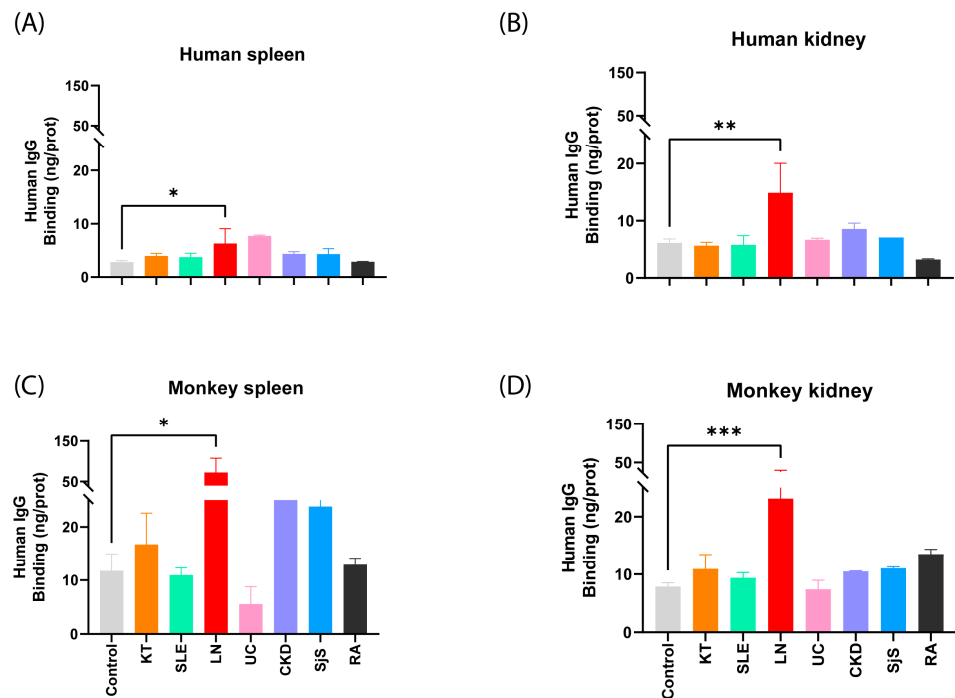 (A)
Human spleen
Human IgG
Binding (ng/prot)
150
50
20
10
0
*
(B)
Human kidney
Human IgG
Binding (ng/prot)
150
50
20
10
0
**
(C)
Monkey spleen
Human IgG
Binding (ng/prot)
150
50
20
10
0
*
Control
KT
SLE
LN
UC
CKD
SjS
RA
(D)
Monkey kidney
Human IgG
Binding (ng/prot)
150
50
20
10
0
***
Control
KT
SLE
LN
UC
CKD
SjS
RA